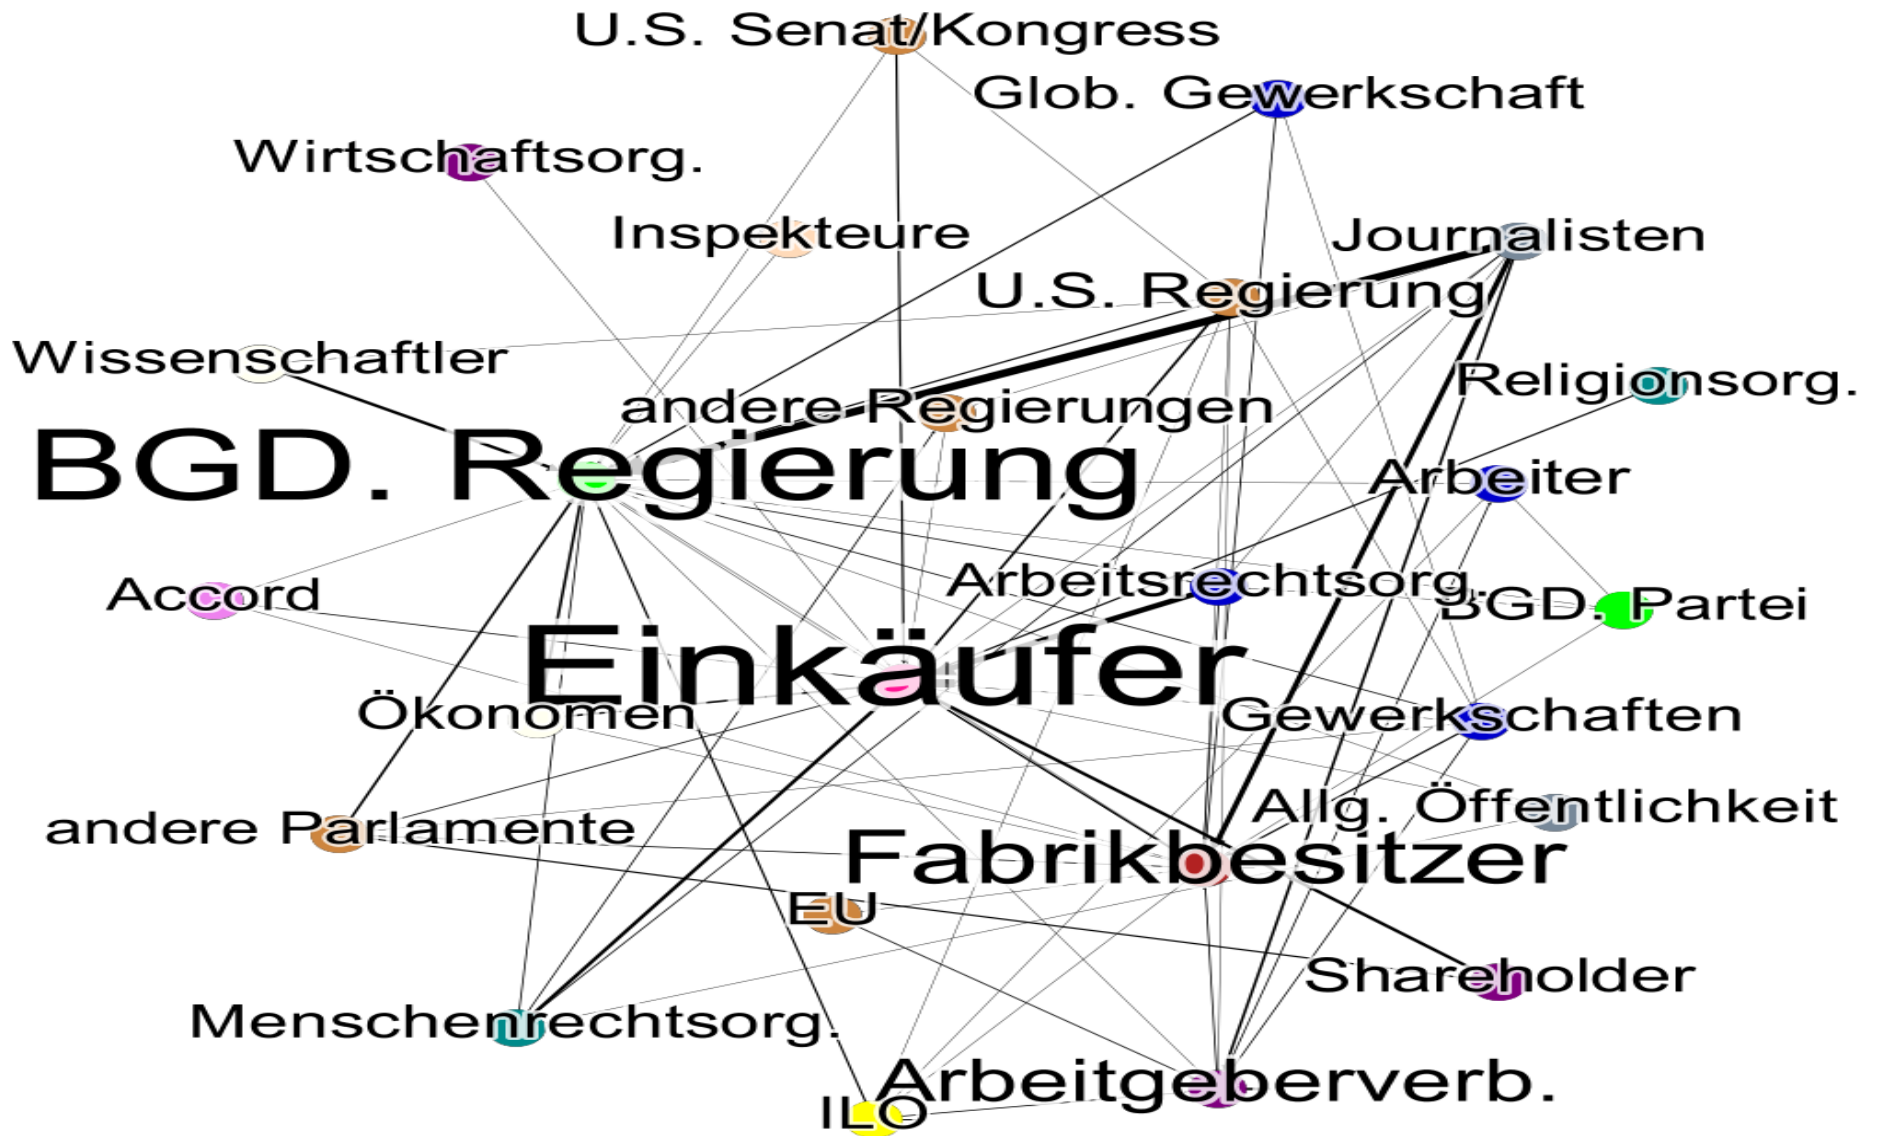 U.S. Senat/Kongress
Glob. Gewerkschaft
Wirtschaftsorg.
Inspekteure
Journalisten
U.S. Regierung
Wissenschaftler
Religionsorg.
andere Regierungen
BGD. Regierung
Arbeiter
Accord
Arbeitsrechtsorg.
BGD. Partei
Einkäufer
Ökonomen
Gewerkschaften
andere Parlamente
Allg. Öffentlichkeit
Fabrikbesitzer
EU
Shareholder
Menschenrechtsorg.
Arbeitgeberverb.
ILO